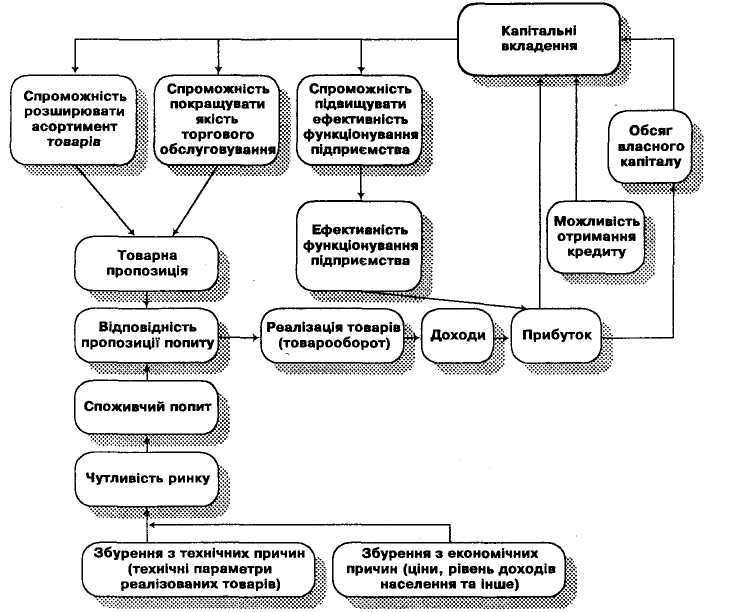 Капітальні
вкладення
Спроможність
розширювати
асортимент
товарів
Спроможність
покращувати
якість
торгового
обслуговування
Спроможність
підвищувати
ефективність
функціонування
підприємства
Обсяг
власного
капіталу
Товарна
пропозиція
Ефективність
функціонування
підприємства
Можливість
отримання
кредиту
Відповідність
пропозиції попиту
Реалізація товарів
(товарооборот)
Доходи
Прибуток
Споживчий попит
Чутливість ринку
Збурення з технічних причин
(технічні параметри
реалізованих товарів)
Збурення з економічних
причин (ціни, рівень доходів
населення та інше)